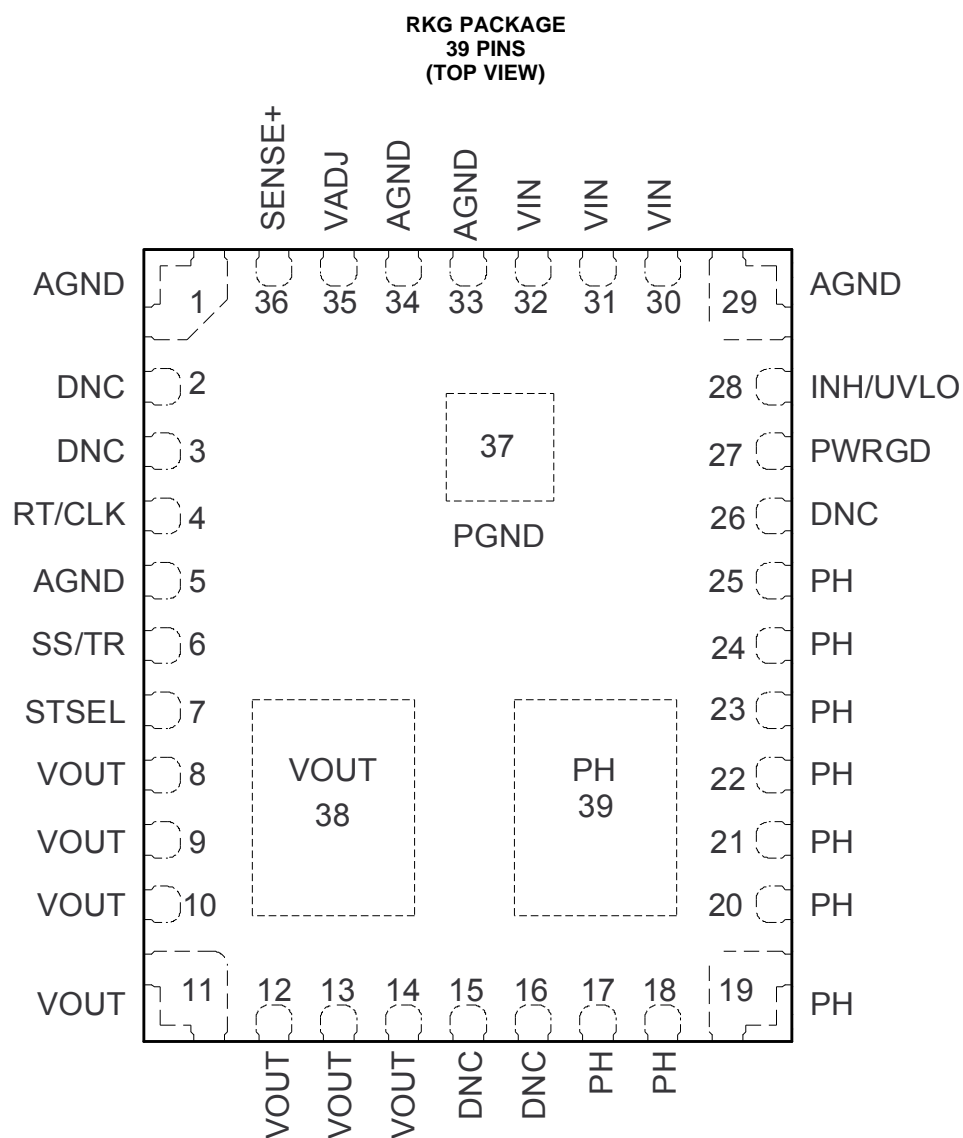 RKG PACKAGE
39 PINS
(TOP VIEW)
SENSE+ VADJ AGND AGND VIN VIN VIN
AGND 1 36 35 34 33 32 31 30 29 AGND
DNC 2 28 INH/UVLO
DNC 3 37 27 PWRGD
RT/CLK 4 26 DNC
PGND
AGND 5 25 PH
SS/TR 6 24 PH
STSEL 7 23 PH
VOUT 8 VOUT PH 22 PH
38 39
VOUT 9 21 PH
VOUT 10 20 PH
VOUT 11 12 13 14 15 16 17 18 19 PH
VOUT VOUT VOUT DNC DNC PH PH